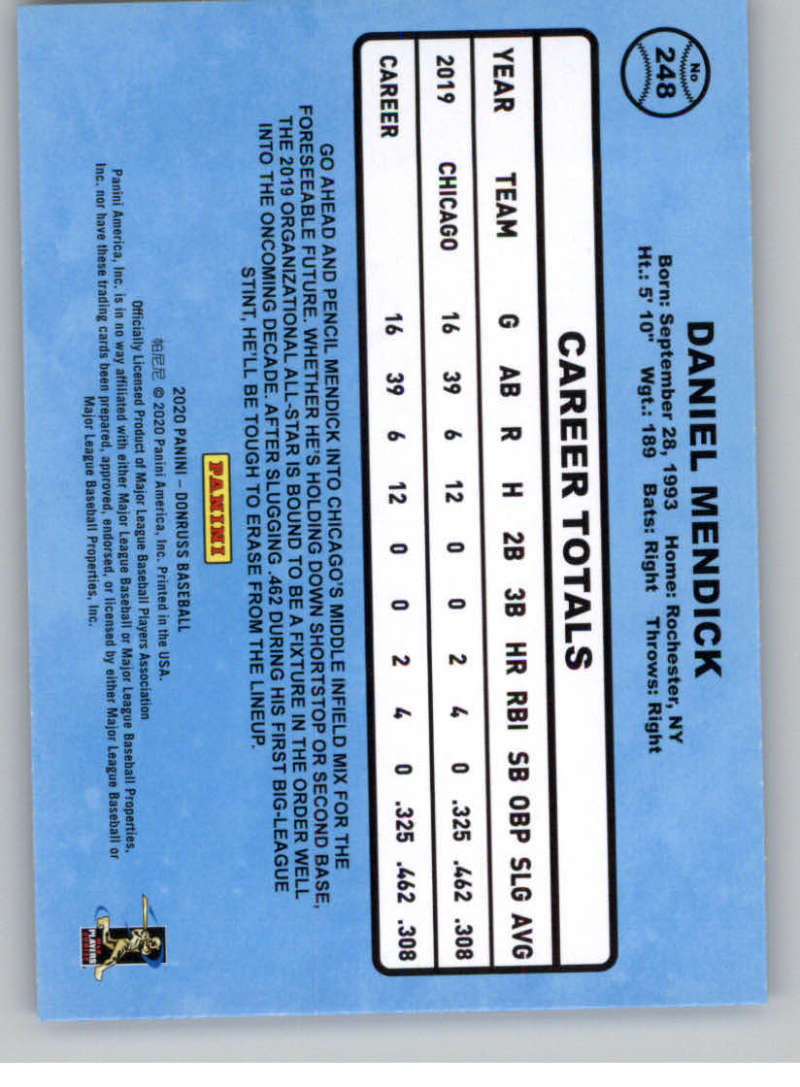 No
248
DANIEL MENDICK
Born: September 28, 1993 Home: Rochester, NY
Ht.: 5' 10" Wgt.: 189 Bats: Right Throws: Right
CAREER TOTALS
YEAR TEAM G AB R H 2B 3B HR RBI SB OBP SLG AVG
2019 CHICAGO 16 39 6 12 0 0 2 4 0 .325 .462 .308
CAREER 16 39 6 12 0 0 2 4 0 .325 .462 .308
GO AHEAD AND PENCIL MENDICK INTO CHICAGO'S MIDDLE INFIELD MIX FOR THE
FORESEEABLE FUTURE. WHETHER HE'S HOLDING DOWN SHORTSTOP OR SECOND BASE,
THE 2019 ORGANIZATIONAL ALL-STAR IS BOUND TO BE A FIXTURE IN THE ORDER WELL
INTO THE ONCOMING DECADE. AFTER SLUGGING .462 DURING HIS FIRST BIG-LEAGUE
STINT, HE'LL BE TOUGH TO ERASE FROM THE LINEUP.
PANINI
2020 PANINI – DONRUSS BASEBALL
帕尼尼 © 2020 Panini America, Inc. Printed in the USA.
Officially Licensed Product of Major League Baseball Players Association
Panini America, Inc. is in no way affiliated with either Major League Baseball or Major League Baseball Properties,
Inc. nor have these trading cards been prepared, approved, endorsed, or licensed by either Major League Baseball or
Major League Baseball Properties, Inc.
MLB
PLAYERS